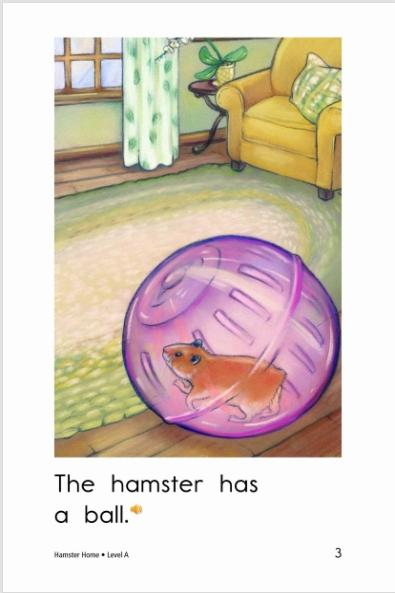 The hamster has
a ball.
Hamster Home • Level A
3